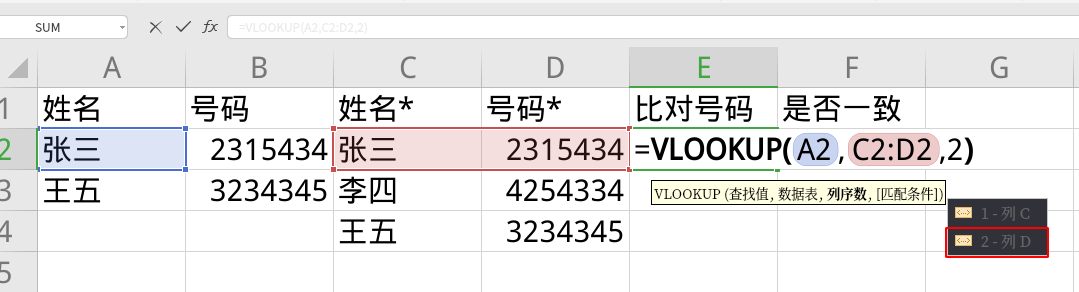 SUM fx =VLOOKUP(A2,C2:D2,2)
A B C D E F G
1 姓名 号码 姓名* 号码* 比对号码 是否一致
2 张三 2315434 张三 2315434 =VLOOKUP(A2,C2:D2,2)
3 王五 3234345 李四 4254334
VLOOKUP (查找值, 数据表, 列序数, [匹配条件])
1-列C
4 王五 3234345
2-列D
5